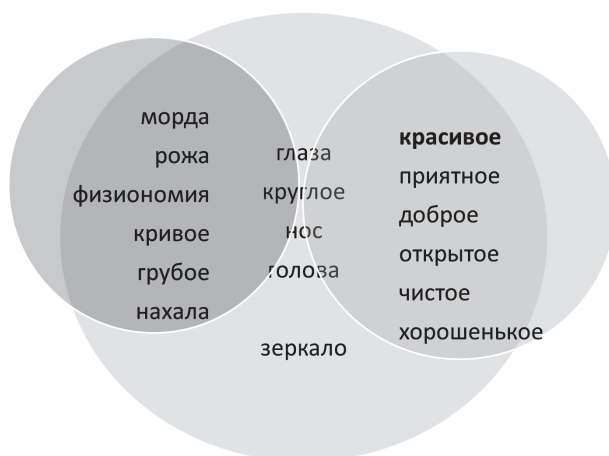 морда
рожа
физиономия
кривое
грубое
нахала
глаза
круглое
нос
голова
зеркало
красивое
приятное
доброе
открытое
чистое
хорошенькое